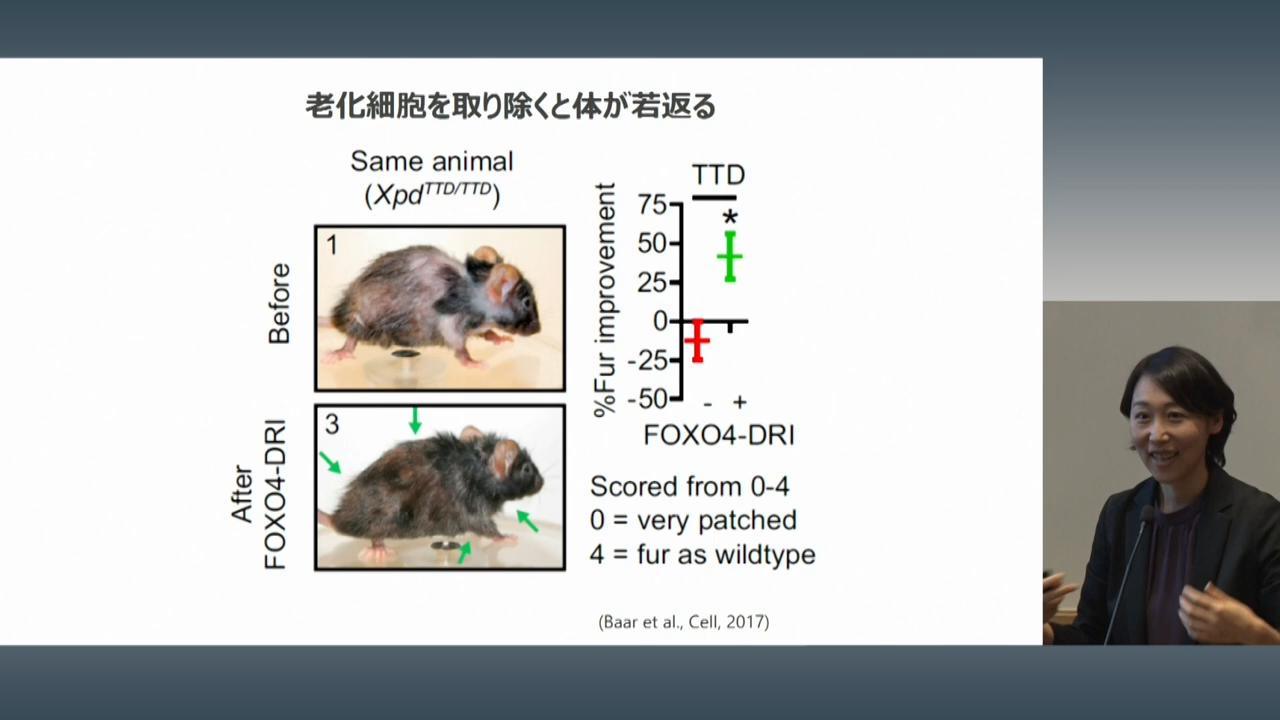 老化細胞を取り除くと体が若返る
Same animal
(Xpd^TTD/TTD)
Before
1
After
FOXO4-DRI
3
TTD
*
%Fur improvement
75
50
25
0
-25
-50
- +
FOXO4-DRI
Scored from 0-4
0 = very patched
4 = fur as wildtype
(Baar et al., Cell, 2017)